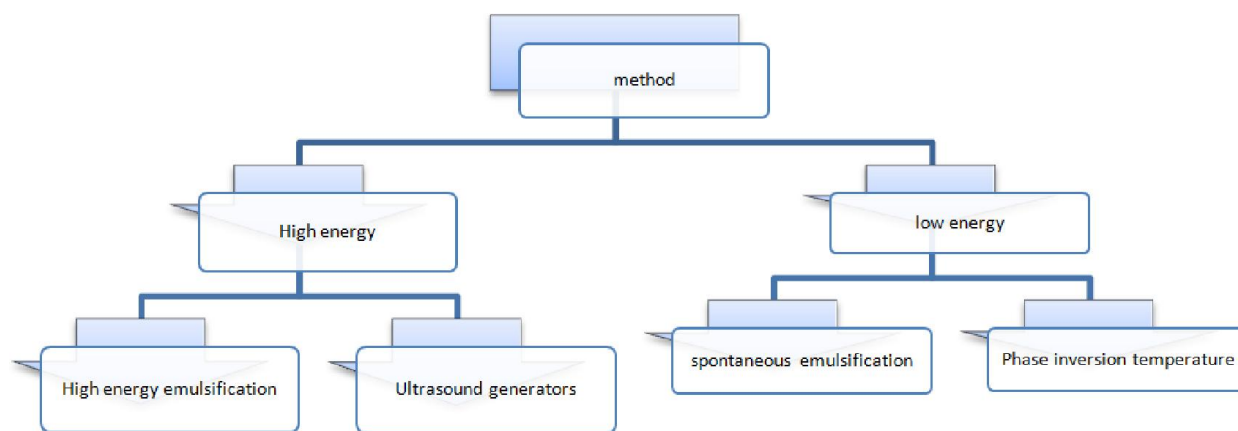 method
High energy
low energy
High energy emulsification
Ultrasound generators
spontaneous emulsification
Phase inversion temperature